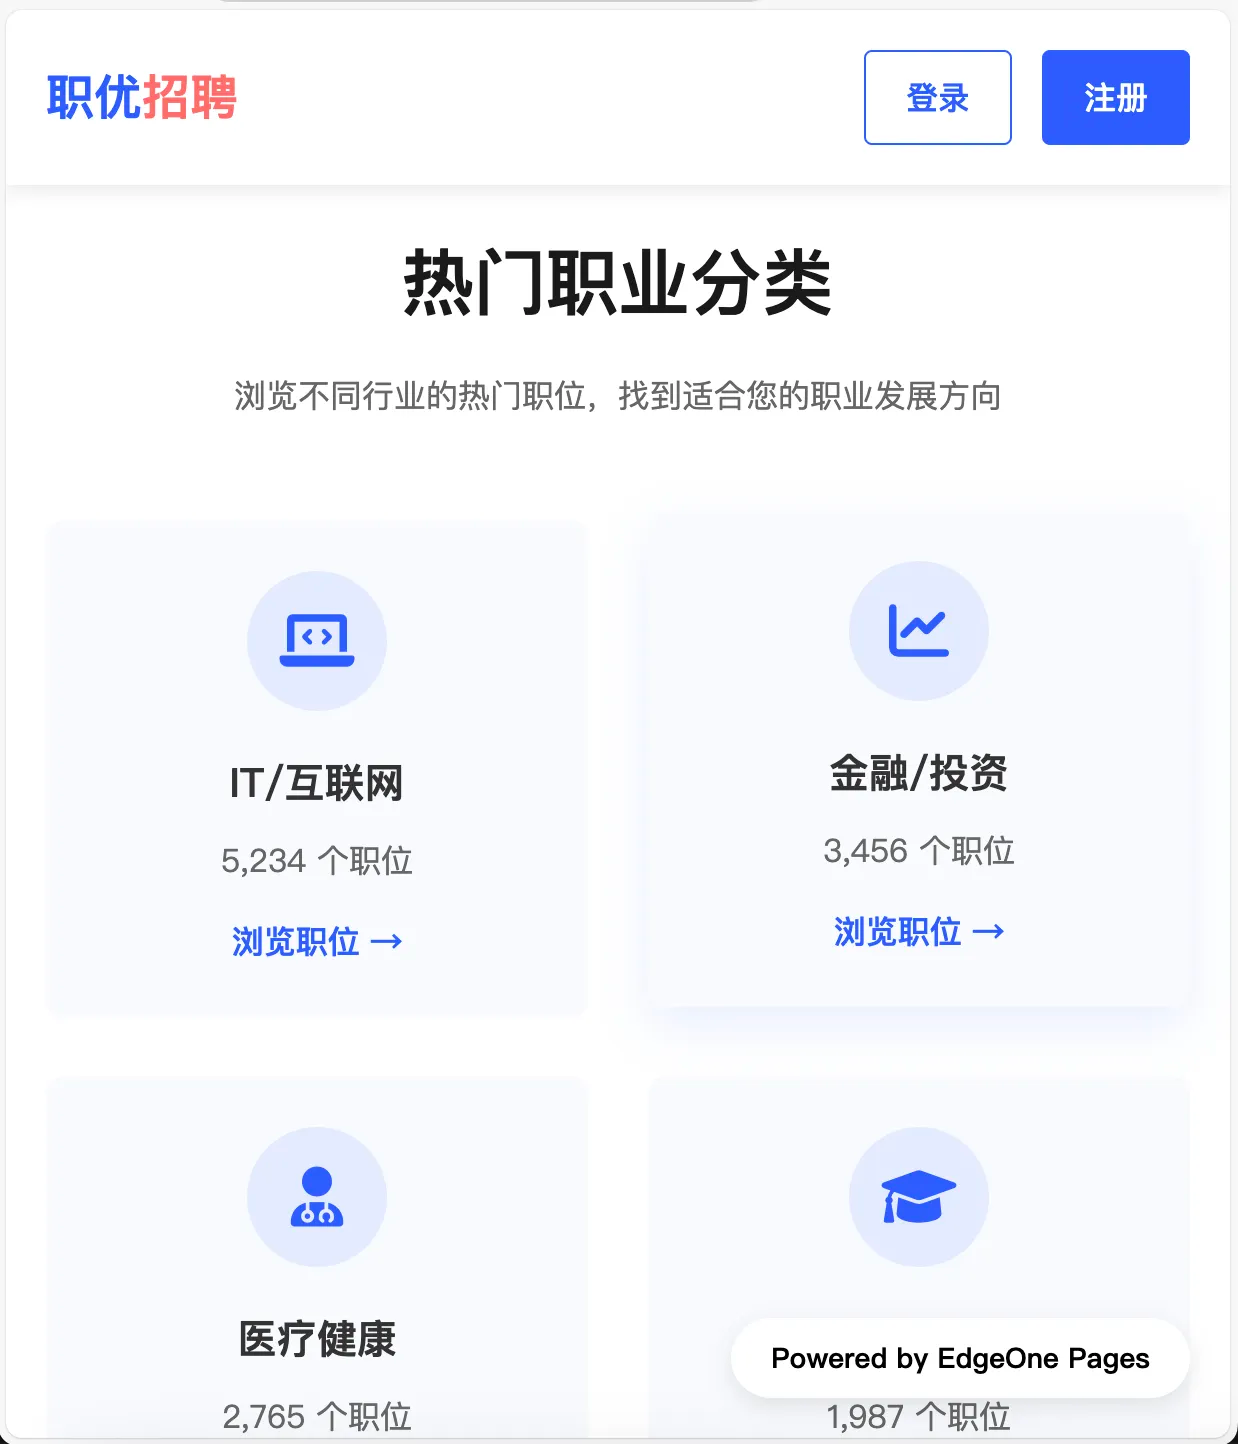 职优招聘
登录
注册
热门职业分类
浏览不同行业的热门职位，找到适合您的职业发展方向
IT/互联网
5,234 个职位
浏览职位 →
金融/投资
3,456 个职位
浏览职位 →
医疗健康
2,765 个职位
Powered by EdgeOne Pages
1,987 个职位